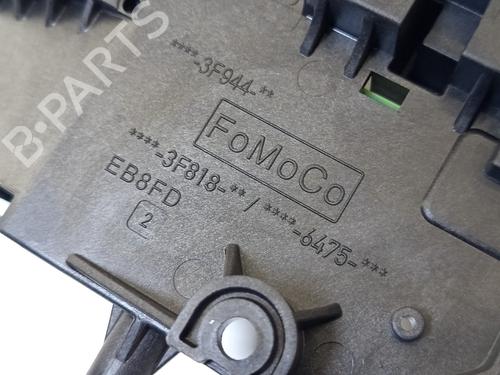 B-PARTS
****-3F944-**
FoMoCo
****-3F818-** / ****-6475-***
EB8FD
2